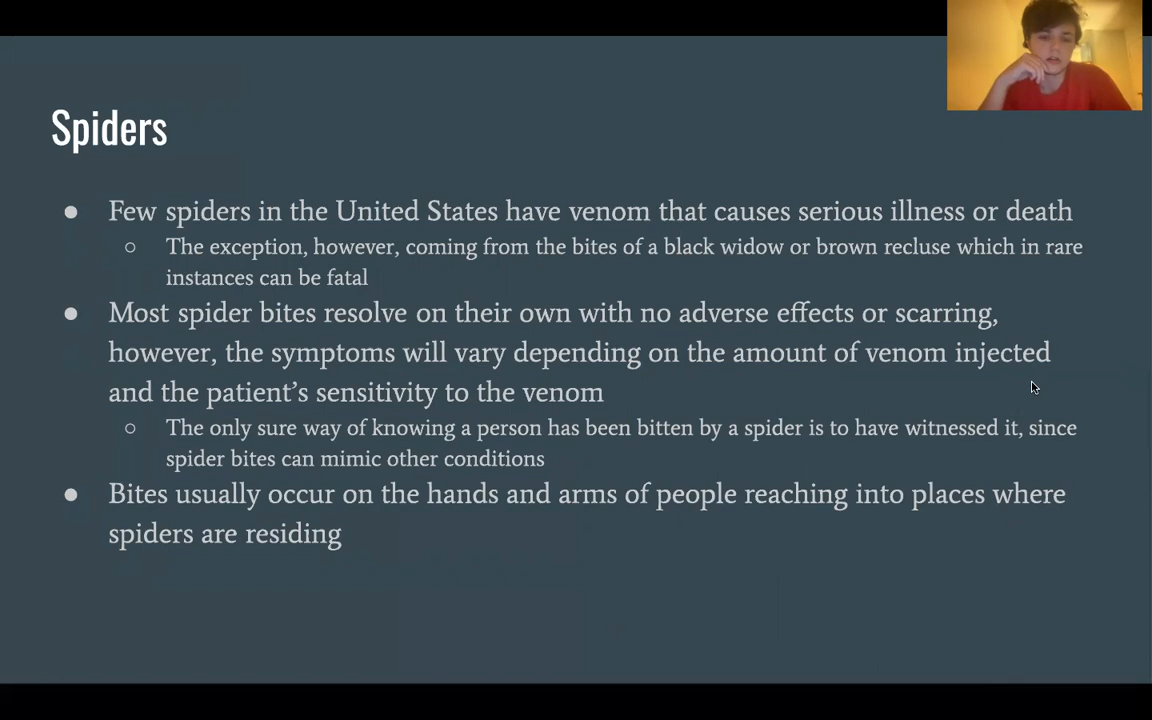 Spiders
● Few spiders in the United States have venom that causes serious illness or death
○ The exception, however, coming from the bites of a black widow or brown recluse which in rare
instances can be fatal
● Most spider bites resolve on their own with no adverse effects or scarring,
however, the symptoms will vary depending on the amount of venom injected
and the patient’s sensitivity to the venom
○ The only sure way of knowing a person has been bitten by a spider is to have witnessed it, since
spider bites can mimic other conditions
● Bites usually occur on the hands and arms of people reaching into places where
spiders are residing